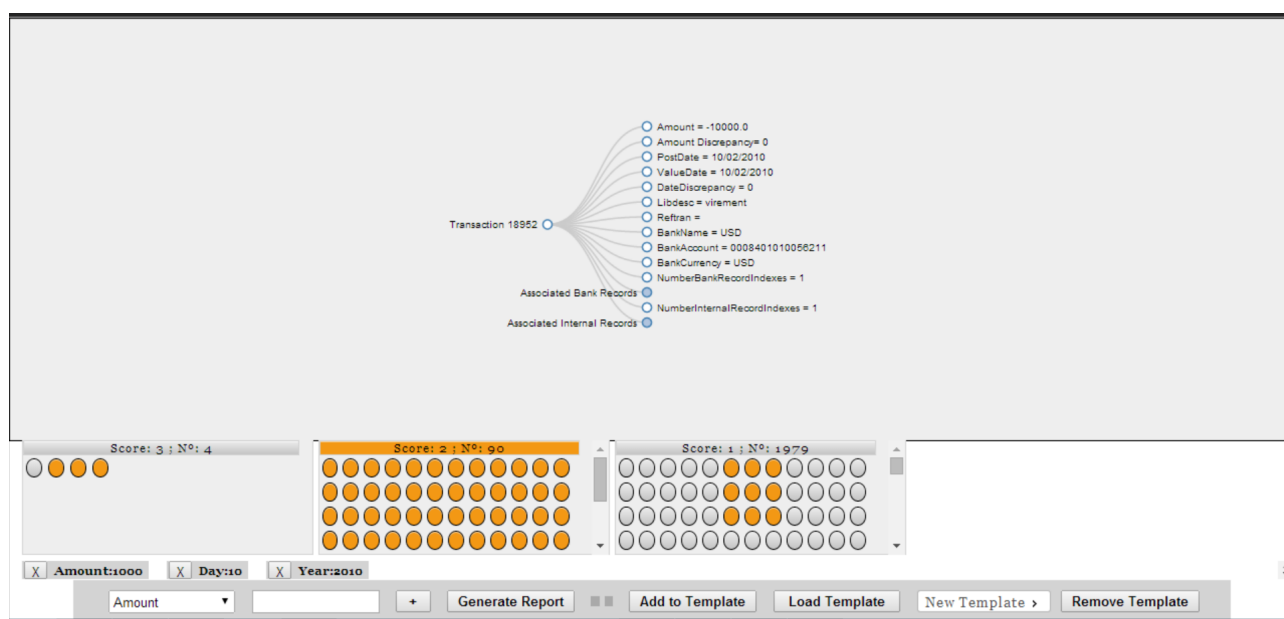 Amount = -10000.0
Amount Discrepancy= 0
PostDate = 10/02/2010
ValueDate = 10/02/2010
DateDiscrepancy = 0
Libdesc = virement
Reftran =
Transaction 18952
BankName = USD
BankAccount = 0008401010056211
BankCurrency = USD
NumberBankRecordIndexes = 1
Associated Bank Records
NumberInternalRecordIndexes = 1
Associated Internal Records
Score: 3 ; Nº: 4 Score: 2 ; Nº: 90 Score: 1 ; Nº: 1979
X Amount:1000 X Day:10 X Year:2010
Amount + Generate Report Add to Template Load Template New Template > Remove Template